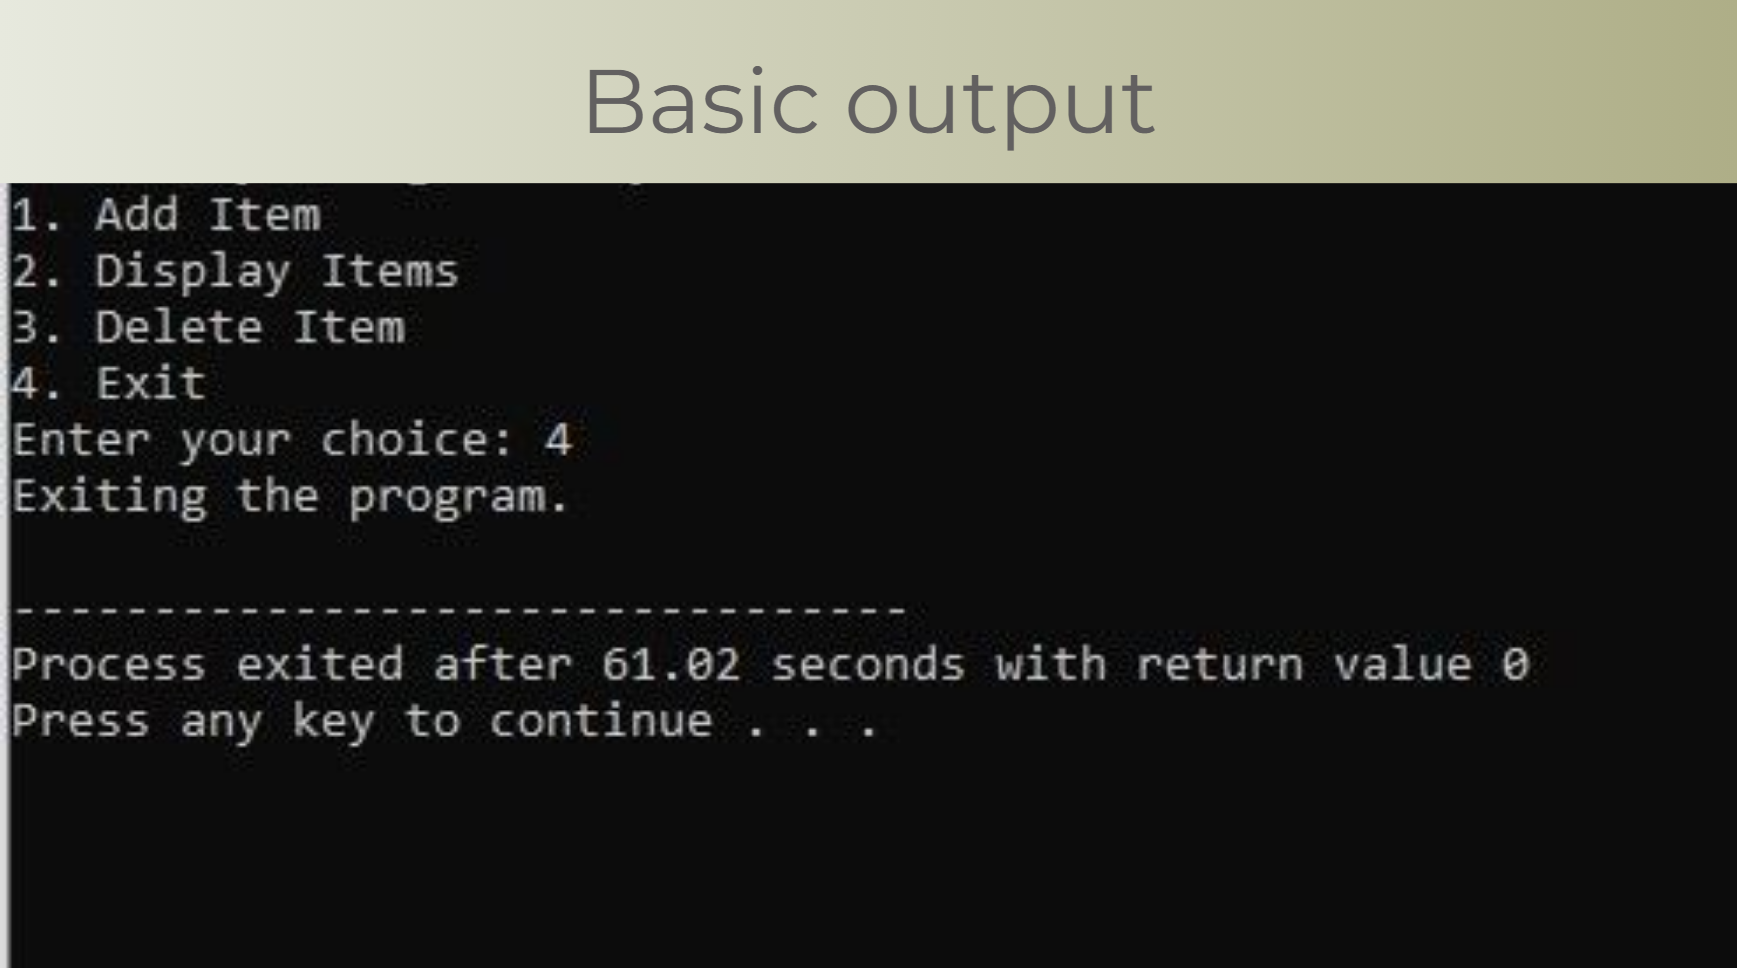 Basic output
1. Add Item
2. Display Items
3. Delete Item
4. Exit
Enter your choice: 4
Exiting the program.
--------------------------------
Process exited after 61.02 seconds with return value 0
Press any key to continue . . .